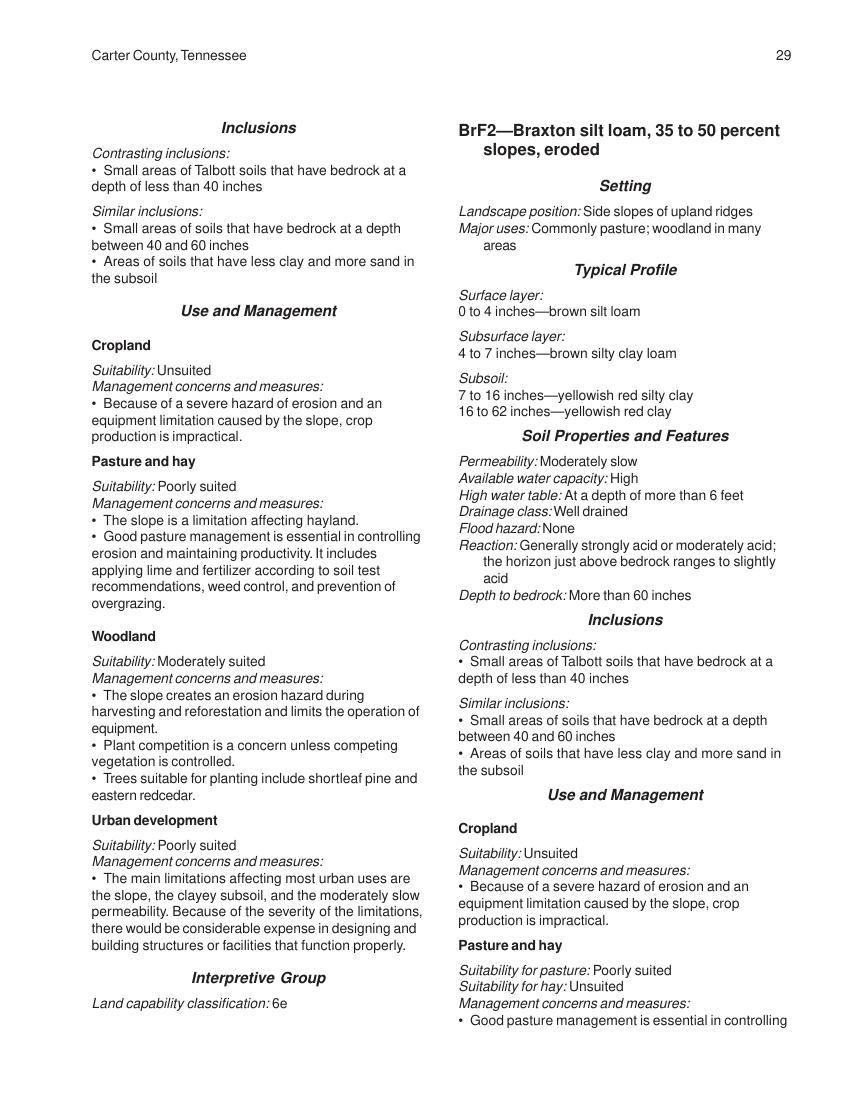 Carter County, Tennessee
29
Inclusions
Contrasting inclusions:
• Small areas of Talbott soils that have bedrock at a
depth of less than 40 inches
Similar inclusions:
• Small areas of soils that have bedrock at a depth
between 40 and 60 inches
• Areas of soils that have less clay and more sand in
the subsoil
Use and Management
Cropland
Suitability: Unsuited
Management concerns and measures:
• Because of a severe hazard of erosion and an
equipment limitation caused by the slope, crop
production is impractical.
Pasture and hay
Suitability: Poorly suited
Management concerns and measures:
• The slope is a limitation affecting hayland.
• Good pasture management is essential in controlling
erosion and maintaining productivity. It includes
applying lime and fertilizer according to soil test
recommendations, weed control, and prevention of
overgrazing.
Woodland
Suitability: Moderately suited
Management concerns and measures:
• The slope creates an erosion hazard during
harvesting and reforestation and limits the operation of
equipment.
• Plant competition is a concern unless competing
vegetation is controlled.
• Trees suitable for planting include shortleaf pine and
eastern redcedar.
Urban development
Suitability: Poorly suited
Management concerns and measures:
• The main limitations affecting most urban uses are
the slope, the clayey subsoil, and the moderately slow
permeability. Because of the severity of the limitations,
there would be considerable expense in designing and
building structures or facilities that function properly.
Interpretive Group
Land capability classification: 6e
BrF2—Braxton silt loam, 35 to 50 percent
slopes, eroded
Setting
Landscape position: Side slopes of upland ridges
Major uses: Commonly pasture; woodland in many
areas
Typical Profile
Surface layer:
0 to 4 inches—brown silt loam
Subsurface layer:
4 to 7 inches—brown silty clay loam
Subsoil:
7 to 16 inches—yellowish red silty clay
16 to 62 inches—yellowish red clay
Soil Properties and Features
Permeability: Moderately slow
Available water capacity: High
High water table: At a depth of more than 6 feet
Drainage class: Well drained
Flood hazard: None
Reaction: Generally strongly acid or moderately acid;
the horizon just above bedrock ranges to slightly
acid
Depth to bedrock: More than 60 inches
Inclusions
Contrasting inclusions:
• Small areas of Talbott soils that have bedrock at a
depth of less than 40 inches
Similar inclusions:
• Small areas of soils that have bedrock at a depth
between 40 and 60 inches
• Areas of soils that have less clay and more sand in
the subsoil
Use and Management
Cropland
Suitability: Unsuited
Management concerns and measures:
• Because of a severe hazard of erosion and an
equipment limitation caused by the slope, crop
production is impractical.
Pasture and hay
Suitability for pasture: Poorly suited
Suitability for hay: Unsuited
Management concerns and measures:
• Good pasture management is essential in controlling